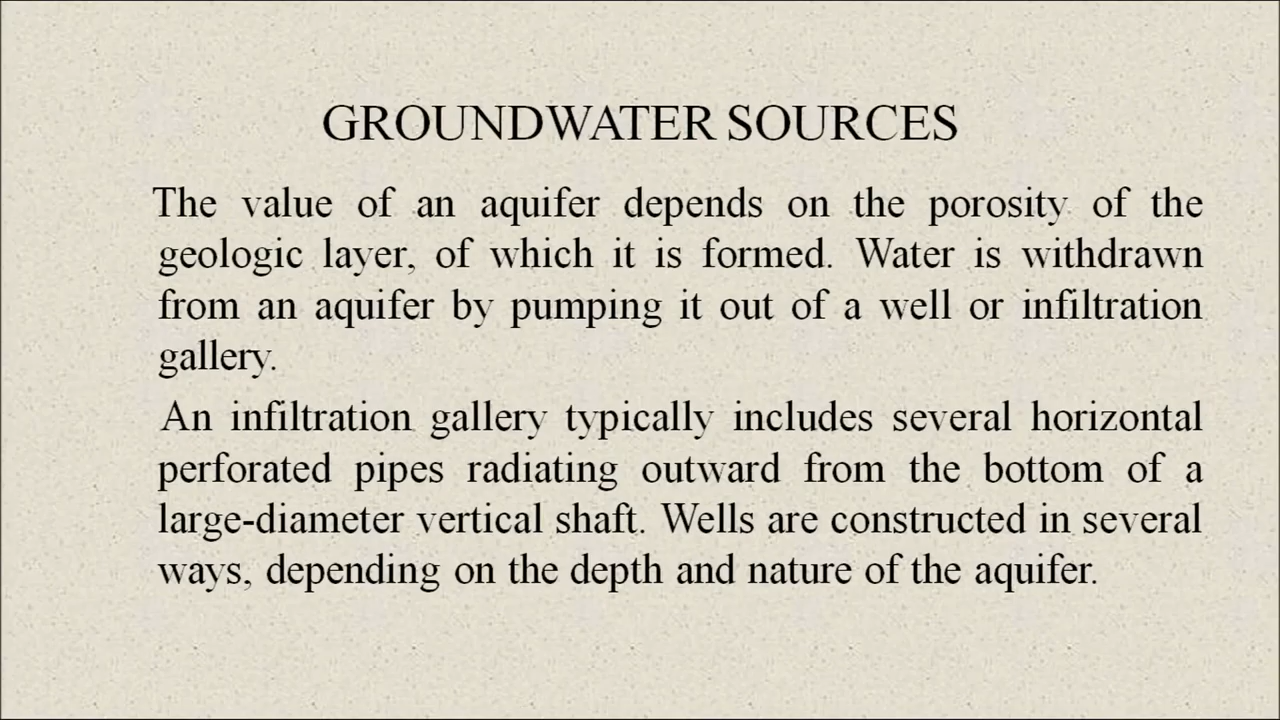 GROUNDWATER SOURCES
The value of an aquifer depends on the porosity of the
geologic layer, of which it is formed. Water is withdrawn
from an aquifer by pumping it out of a well or infiltration
gallery.
An infiltration gallery typically includes several horizontal
perforated pipes radiating outward from the bottom of a
large-diameter vertical shaft. Wells are constructed in several
ways, depending on the depth and nature of the aquifer.